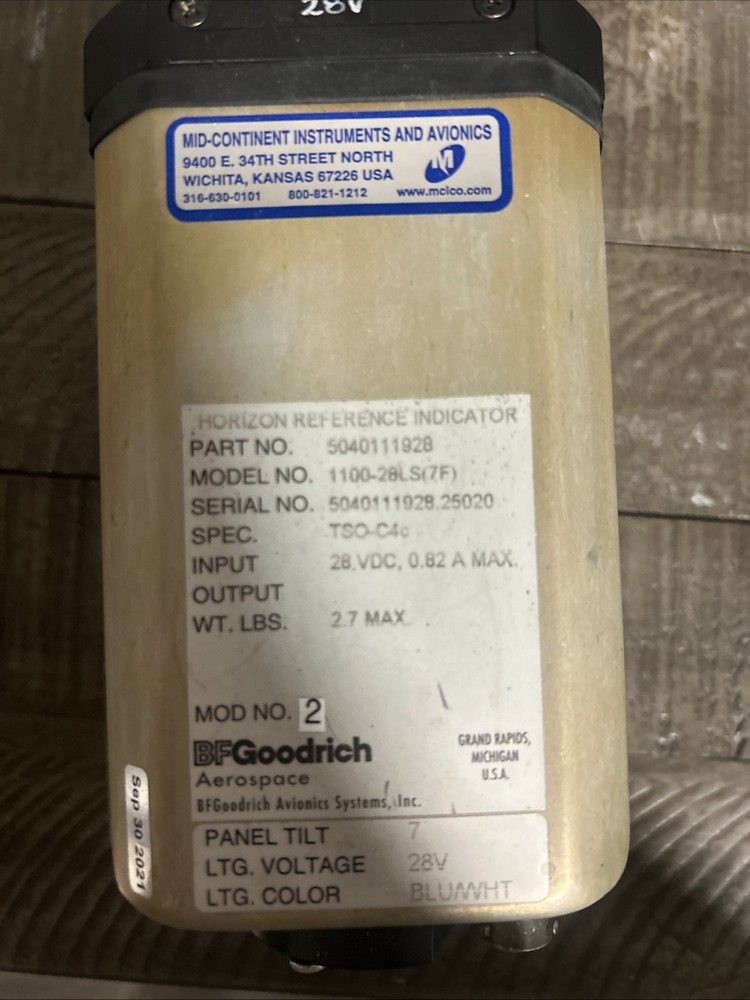 28V
MID-CONTINENT INSTRUMENTS AND AVIONICS
9400 E. 34TH STREET NORTH
WICHITA, KANSAS 67226 USA
316-630-0101 800-821-1212 www.mcico.com
M
HORIZON REFERENCE INDICATOR
PART NO. 5040111928
MODEL NO. 1100-28LS(7F)
SERIAL NO. 5040111928.25020
SPEC. TSO-C4c
INPUT 28.VDC, 0.82 A MAX.
OUTPUT
WT. LBS. 2.7 MAX.
MOD NO. 2
BFGoodrich
Aerospace
BFGoodrich Avionics Systems, Inc.
GRAND RAPIDS,
MICHIGAN
U.S.A.
Sep 30 2021
PANEL TILT 7
LTG. VOLTAGE 28V
LTG. COLOR BLU/WHT